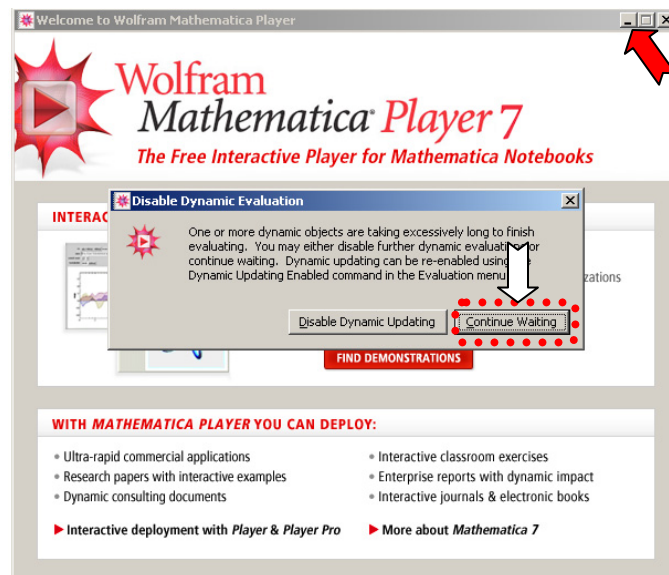 Welcome to Wolfram Mathematica Player
Wolfram
Mathematica® Player 7
The Free Interactive Player for Mathematica Notebooks
INTERAC
Disable Dynamic Evaluation
One or more dynamic objects are taking excessively long to finish
evaluating. You may either disable further dynamic
continue waiting. Dynamic updating can be re-enabled
Dynamic Updating Enabled command in the Evaluation menu
zations
Disable Dynamic Updating
Continue Waiting
FIND DEMONSTRATIONS
WITH MATHEMATICA PLAYER YOU CAN DEPLOY:
• Ultra-rapid commercial applications
• Research papers with interactive examples
• Dynamic consulting documents
Interactive deployment with Player & Player Pro
• Interactive classroom exercises
• Enterprise reports with dynamic impact
• Interactive journals & electronic books
More about Mathematica 7